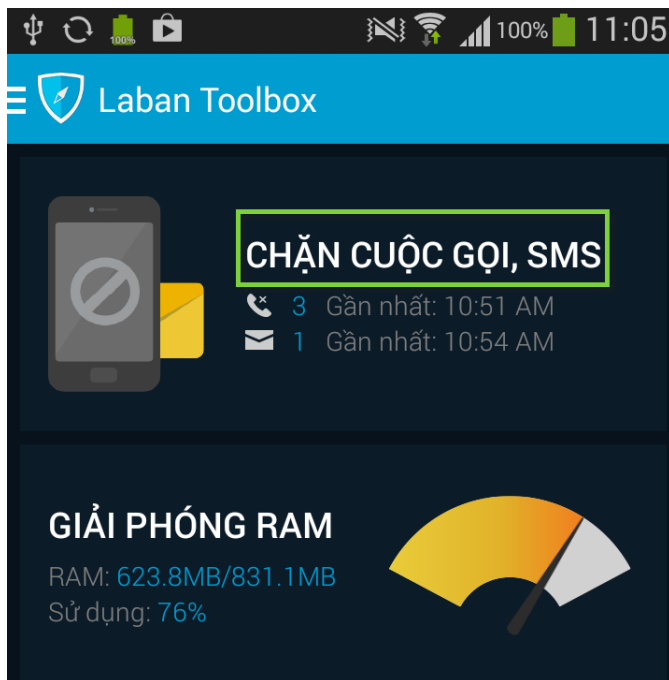 100% 100% 11:05
Laban Toolbox
CHẶN CUỘC GỌI, SMS
3 Gần nhất: 10:51 AM
1 Gần nhất: 10:54 AM
GIẢI PHÓNG RAM
RAM: 623.8MB/831.1MB
Sử dụng: 76%